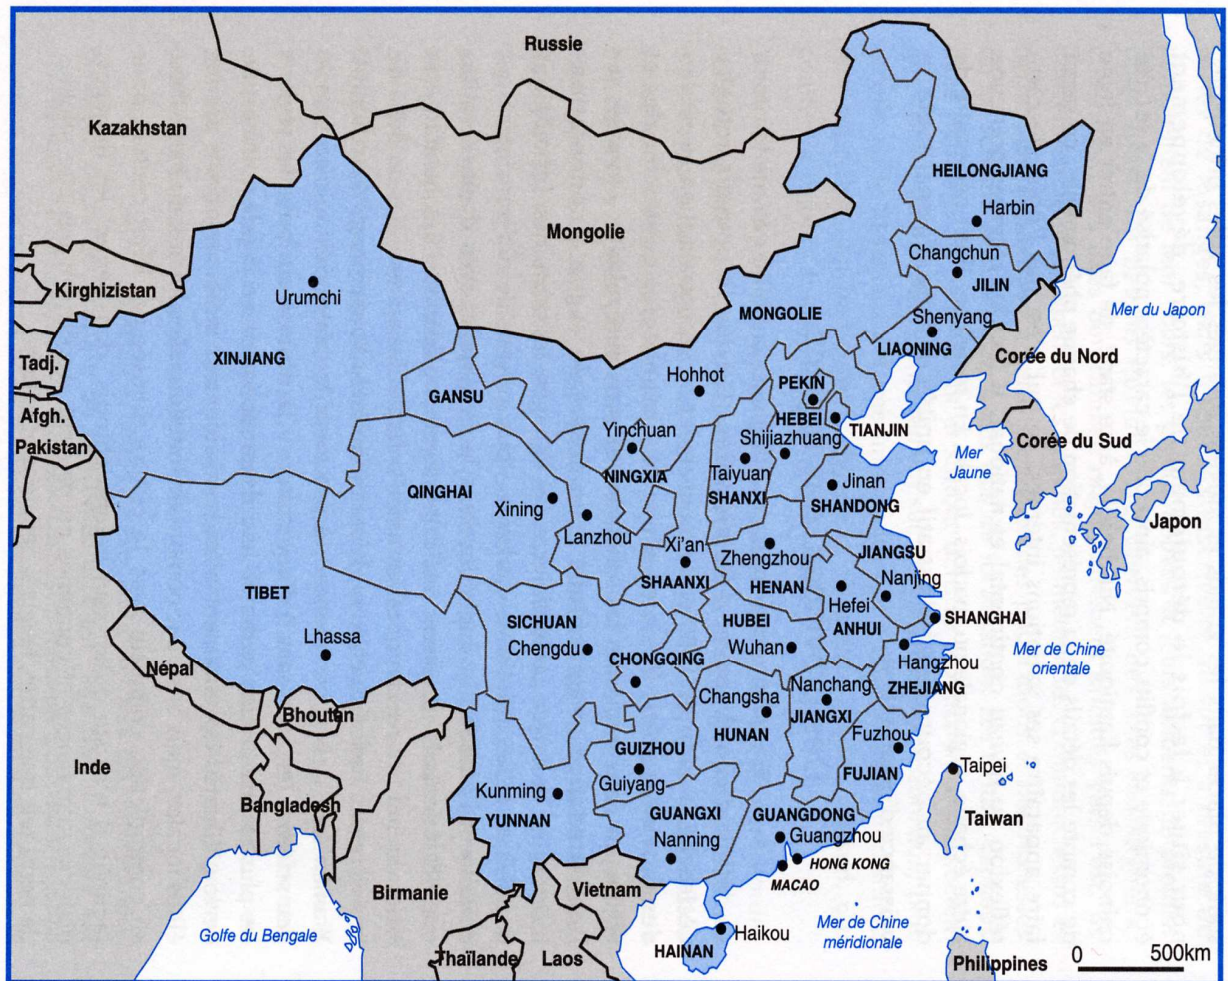 Russie
Kazakhstan
HEILONGJIANG
Harbin
Mongolie
Changchun
Kirghizistan
Urumchi
JILIN
MONGOLIE
Mer du Japon
Shenyang
LIAONING
XINJIANG
Tadj.
Corée du Nord
Hohhot
PEKIN
GANSU
Afgh.
HEBEI
TIANJIN
Yinchuan
Shijiazhuang
Corée du Sud
Pakistan
Mer
Jaune
Taiyuan
NINGXIA
Jinan
QINGHAI
SHANXI
Xining
SHANDONG
Japon
Lanzhou
Xi'an
Zhengzhou
JIANGSU
SHAANXI
HENAN
Nanjing
TIBET
Hefei
SICHUAN
HUBEI
SHANGHAI
ANHUI
Lhassa
Chengdu
Wuhan
CHONGQING
Hangzhou
Mer de Chine
orientale
Népal
Nanchang
ZHEJIANG
Changsha
Bhoutan
JIANGXI
HUNAN
Fuzhou
GUIZHOU
Inde
FUJIAN
Taipei
Guiyang
Kunming
Bangladesh
GUANGXI
GUANGDONG
YUNNAN
Taiwan
Guangzhou
Nanning
HONG KONG
MACAO
Birmanie
Vietnam
Golfe du Bengale
Haikou
Mer de Chine
méridionale
HAINAN
Thaïlande
Laos
Philippines
0 500km